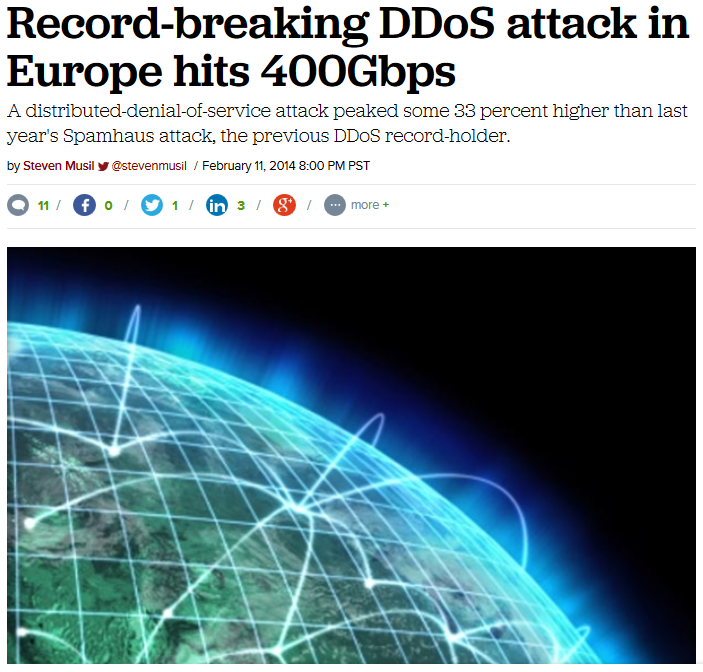 Record-breaking DDoS attack in
Europe hits 400Gbps
A distributed-denial-of-service attack peaked some 33 percent higher than last
year's Spamhaus attack, the previous DDoS record-holder.
by Steven Musil @stevenmusil / February 11, 2014 8:00 PM PST
11 / f 0 / 1 / in 3 / g+ / ... more +